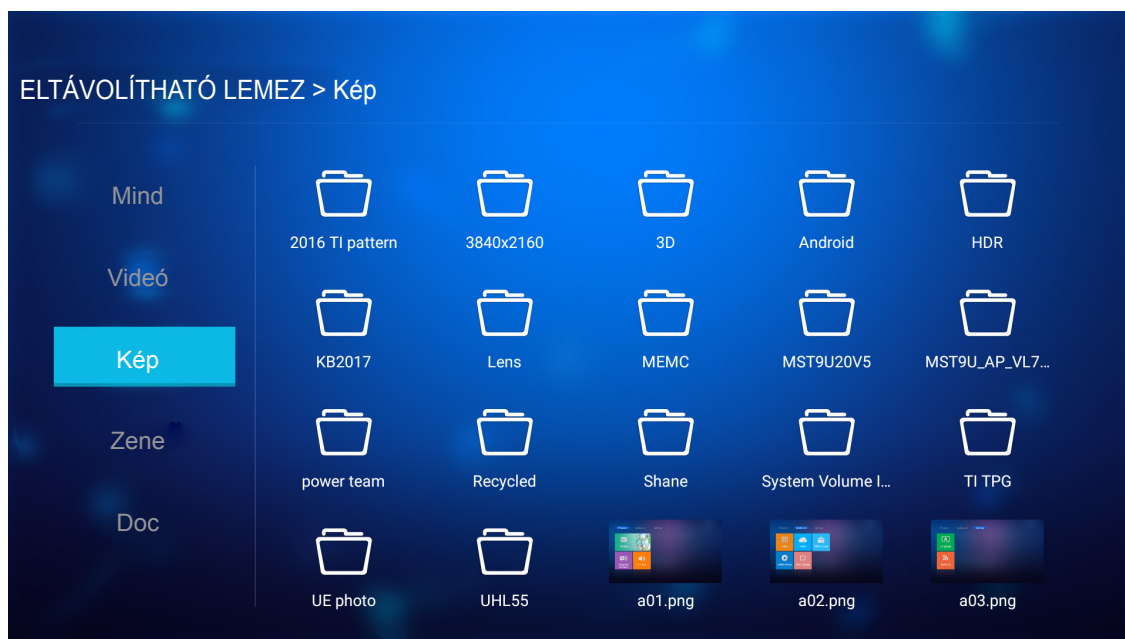 ELTÁVOLÍTHATÓ LEMEZ > Kép
Mind
Videó
Kép
Zene
Doc
2016 TI pattern
3840x2160
3D
Android
HDR
KB2017
Lens
MEMC
MST9U20V5
MST9U_AP_VL7...
power team
Recycled
Shane
System Volume I...
TI TPG
UE photo
UHL55
a01.png
a02.png
a03.png